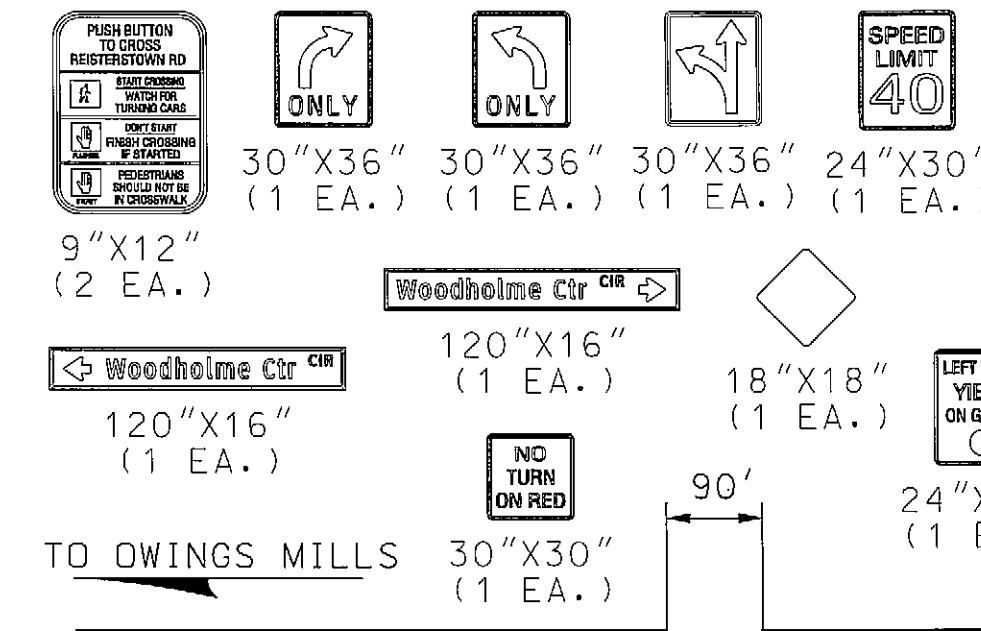 PUSH BUTTON
TO CROSS
REISTERSTOWN RD
START CROSSING
WATCH FOR
TURNING CARS
DON'T START
FINISH CROSSING
IF STARTED
PEDESTRIANS
SHOULD NOT BE
IN CROSSWALK
9"X12"
(2 EA.)
ONLY
30"X36"
(1 EA.)
ONLY
30"X36"
(1 EA.)
30"X36"
(1 EA.)
SPEED
LIMIT
40
24"X30"
(1 EA.
Woodholme Ctr CIR
120"X16"
(1 EA.)
18"X18"
(1 EA.)
Woodholme Ctr CIR
120"X16"
(1 EA.)
LEFT
ON
24"X
(1
NO
TURN
ON RED
30"X30"
(1 EA.)
90'
TO OWINGS MILLS